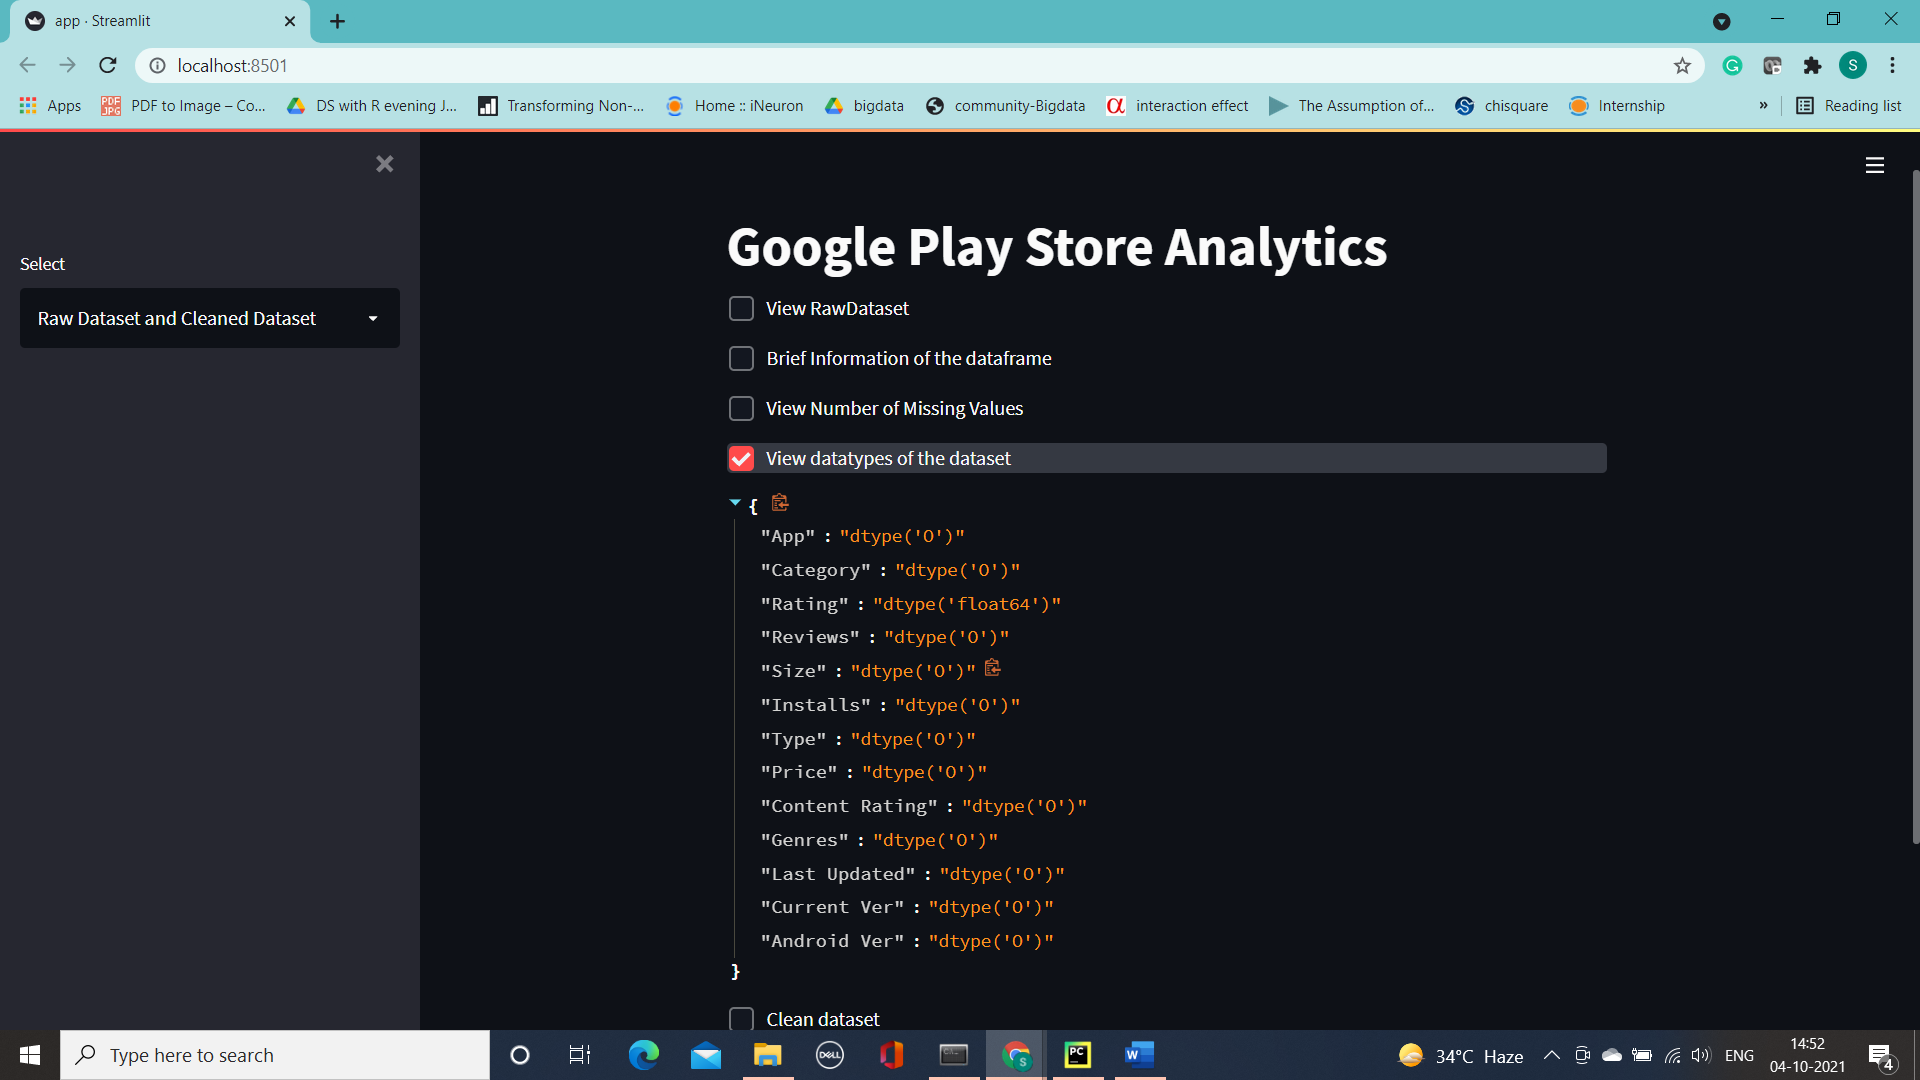 app · Streamlit
localhost:8501
S
Apps
PDF to Image – Co...
DS with R evening J...
Transforming Non-...
Home :: iNeuron
bigdata
community-Bigdata
interaction effect
The Assumption of...
chisquare
Internship
»
Reading list
Select
Raw Dataset and Cleaned Dataset
Google Play Store Analytics
View RawDataset
Brief Information of the dataframe
View Number of Missing Values
View datatypes of the dataset
{
"App" : "dtype('O')"
"Category" : "dtype('O')"
"Rating" : "dtype('float64')"
"Reviews" : "dtype('O')"
"Size" : "dtype('O')"
"Installs" : "dtype('O')"
"Type" : "dtype('O')"
"Price" : "dtype('O')"
"Content Rating" : "dtype('O')"
"Genres" : "dtype('O')"
"Last Updated" : "dtype('O')"
"Current Ver" : "dtype('O')"
"Android Ver" : "dtype('O')"
}
Clean dataset
Type here to search
DELL
S
PC
W
34°C Haze
ENG
14:52
04-10-2021
4